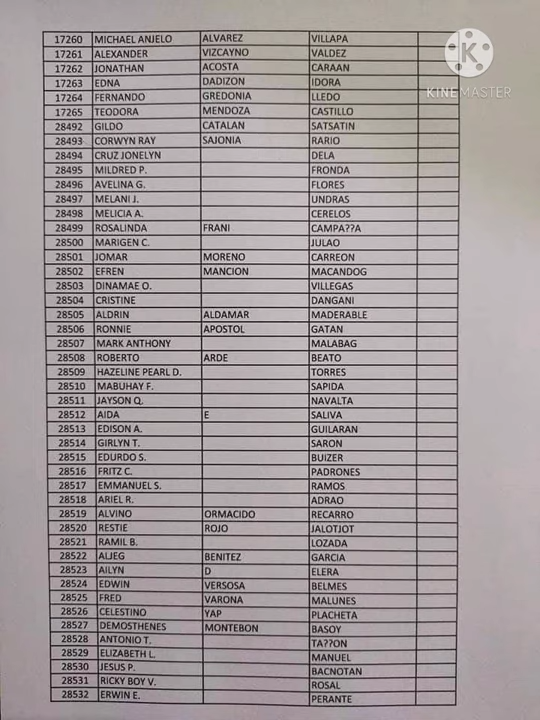 17260 MICHAEL ANJELO ALVAREZ VILLAPA
17261 ALEXANDER VIZCAYNO VALDEZ
17262 JONATHAN ACOSTA CARAAN
17263 EDNA DADIZON IDORA
17264 FERNANDO GREDONIA LLEDO
17265 TEODORA MENDOZA CASTILLO
28492 GILDO CATALAN SATSATIN
28493 CORWYN RAY SAJONIA RARIO
28494 CRUZ JONELYN DELA
28495 MILDRED P. FRONDA
28496 AVELINA G. FLORES
28497 MELANI J. UNDRAS
28498 MELICIA A. CERELOS
28499 ROSALINDA FRANI CAMPA??A
28500 MARIGEN C. JULAO
28501 JOMAR MORENO CARREON
28502 EFREN MANCION MACANDOG
28503 DINAMAE O. VILLEGAS
28504 CRISTINE DANGANI
28505 ALDRIN ALDAMAR MADERABLE
28506 RONNIE APOSTOL GATAN
28507 MARK ANTHONY MALABAG
28508 ROBERTO ARDE BEATO
28509 HAZELINE PEARL D. TORRES
28510 MABUHAY F. SAPIDA
28511 JAYSON Q. NAVALTA
28512 AIDA E SALIVA
28513 EDISON A. GUILARAN
28514 GIRLYN T. SARON
28515 EDURDO S. BUIZER
28516 FRITZ C. PADRONES
28517 EMMANUEL S. RAMOS
28518 ARIEL R. ADRAO
28519 ALVINO ORMACIDO RECARRO
28520 RESTIE ROJO JALOTJOT
28521 RAMIL B. LOZADA
28522 ALJEG BENITEZ GARCIA
28523 AILYN D ELERA
28524 EDWIN VERSOSA BELMES
28525 FRED VARONA MALUNES
28526 CELESTINO YAP PLACHETA
28527 DEMOSTHENES MONTEBON BASOY
28528 ANTONIO T. TA??ON
28529 ELIZABETH L. MANUEL
28530 JESUS P. BACNOTAN
28531 RICKY BOY V. ROSAL
28532 ERWIN E. PERANTE
K
KINEMASTER